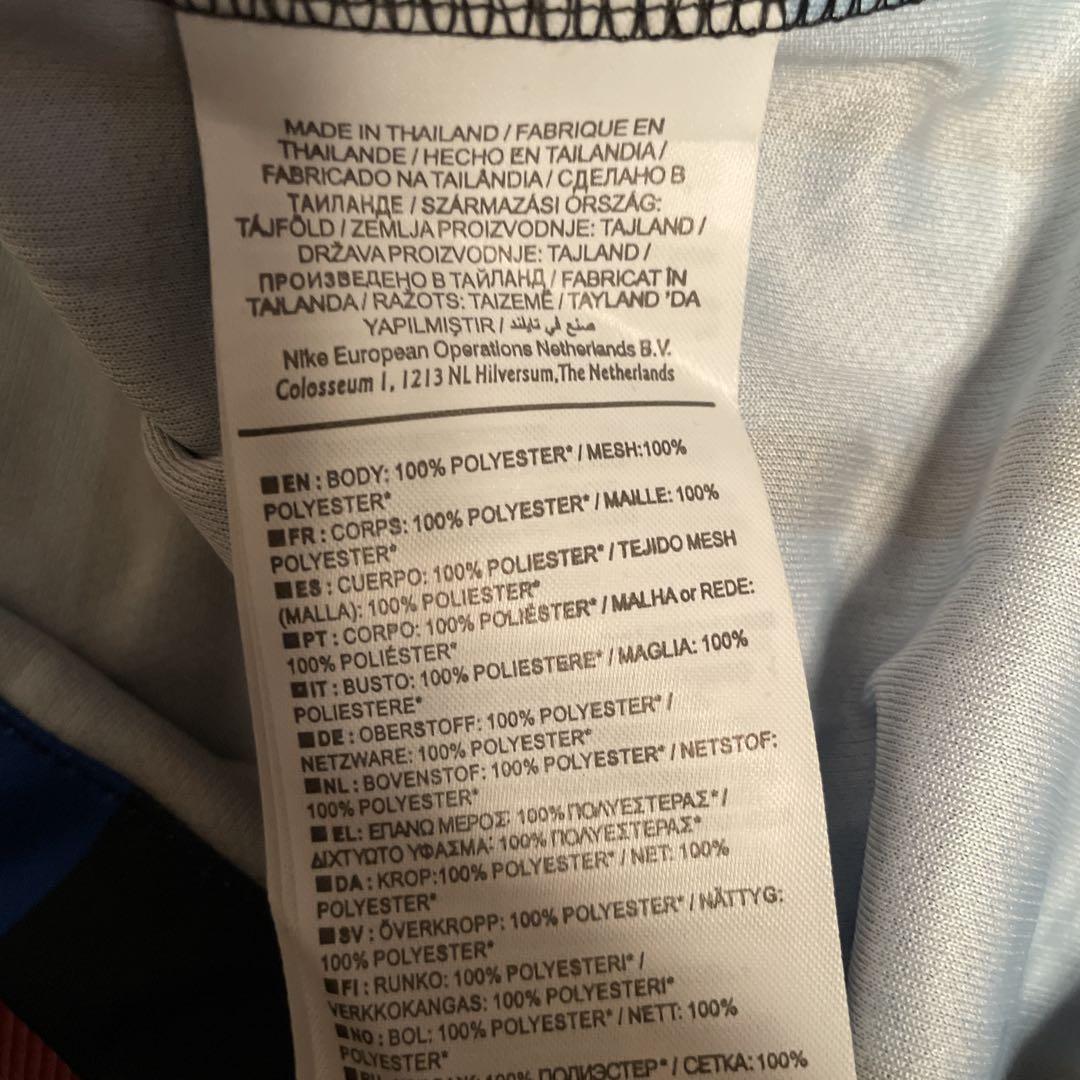 MADE IN THAILAND / FABRIQUE EN
THAILANDE / HECHO EN TAILANDIA /
FABRICADO NA TAILÂNDIA / СДЕЛАНО В
ТАИЛАНДЕ / SZÁRMAZÁSI ORSZÁG:
TÁJFÖLD / ZEMLJA PROIZVODNJE: TAJLAND /
DRŽAVA PROIZVODNJE: TAJLAND /
ПРОИЗВЕДЕНО В ТАЙЛАНД / FABRICAT ÎN
TAILANDA / RAŽOTS: TAIZEMĒ / TAYLAND 'DA
YAPILMIŞTIR / صنع في تايلند
Nike European Operations Netherlands B.V.
Colosseum 1, 1213 NL Hilversum, The Netherlands
EN : BODY: 100% POLYESTER* / MESH:100%
POLYESTER*
FR : CORPS: 100% POLYESTER* / MAILLE: 100%
POLYESTER*
ES : CUERPO: 100% POLIESTER* / TEJIDO MESH
(MALLA): 100% POLIESTER*
PT : CORPO: 100% POLIÉSTER* / MALHA or REDE:
100% POLIÉSTER*
IT : BUSTO: 100% POLIESTERE* / MAGLIA: 100%
POLIESTERE*
DE : OBERSTOFF: 100% POLYESTER* /
NETZWARE: 100% POLYESTER*
NL : BOVENSTOF: 100% POLYESTER* / NETSTOF:
100% POLYESTER*
EL: ΕΠΑΝΩ ΜΕΡΟΣ: 100% ΠΟΛΥΕΣΤΕΡΑΣ* /
ΔΙΧΤΥΩΤΟ ΥΦΑΣΜΑ: 100% ΠΟΛΥΕΣΤΕΡΑΣ*
DA : KROP:100% POLYESTER* / NET: 100%
POLYESTER*
SV : ÖVERKROPP: 100% POLYESTER* / NÄTTYG:
100% POLYESTER*
FI : RUNKO: 100% POLYESTERI* /
VERKKOKANGAS: 100% POLYESTERI*
NO : BOL: 100% POLYESTER* / NETT: 100%
POLYESTER*
100% ПОЛИЭСТЕР* / СЕТКА: 100%